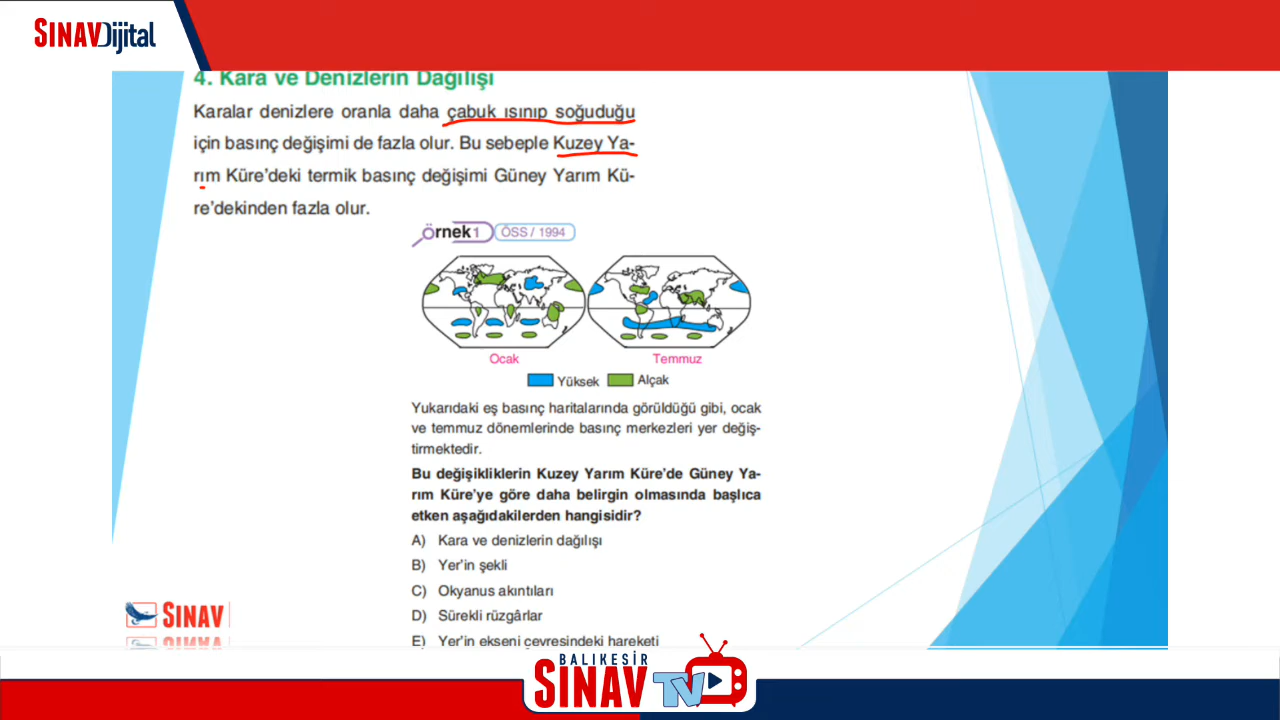 SINAVDijital
4. Kara ve Denizlerin Dağılışı
Karalar denizlere oranla daha çabuk ısınıp soğuduğu
için basınç değişimi de fazla olur. Bu sebeple Kuzey Ya-
rım Küre'deki termik basınç değişimi Güney Yarım Kü-
re'dekinden fazla olur.
örnek 1 ÖSS / 1994
Ocak Temmuz
Yüksek Alçak
Yukarıdaki eş basınç haritalarında görüldüğü gibi, ocak
ve temmuz dönemlerinde basınç merkezleri yer değiş-
tirmektedir.
Bu değişikliklerin Kuzey Yarım Küre'de Güney Ya-
rım Küre'ye göre daha belirgin olmasında başlıca
etken aşağıdakilerden hangisidir?
A) Kara ve denizlerin dağılışı
B) Yer'in şekli
C) Okyanus akıntıları
D) Sürekli rüzgârlar
E) Yer'in ekseni çevresindeki hareketi
SINAV
BALIKESİR
SINAV TV